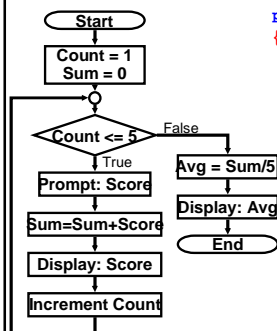 Start
Count = 1
Sum = 0
Count <= 5
False
True
Avg = Sum/5
Prompt: Score
Display: Avg
Sum=Sum+Score
End
Display: Score
Increment Count